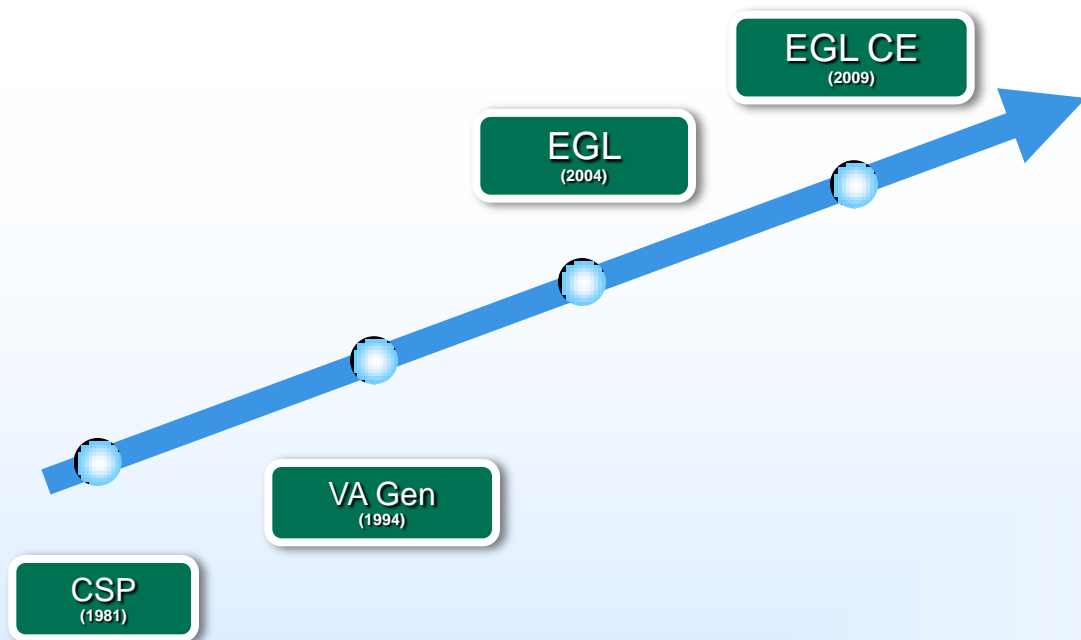 EGL CE
(2009)
EGL
(2004)
VA Gen
(1994)
CSP
(1981)